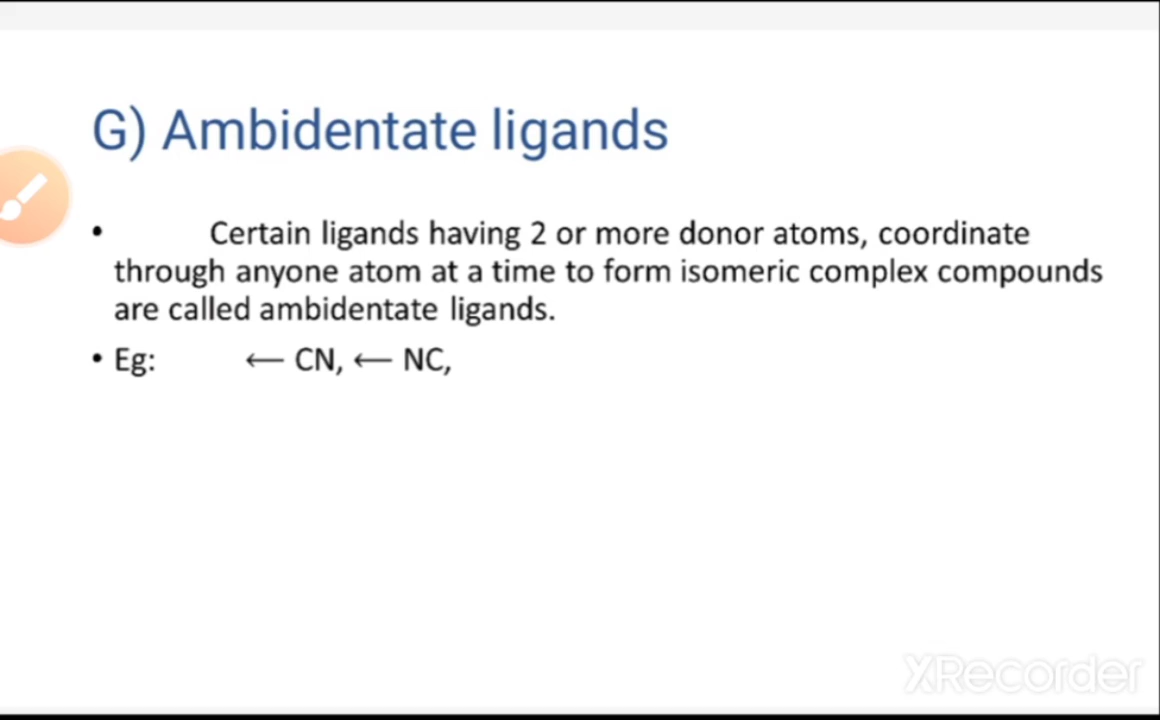 G) Ambidentate ligands
• Certain ligands having 2 or more donor atoms, coordinate
through anyone atom at a time to form isomeric complex compounds
are called ambidentate ligands.
• Eg: ← CN, ← NC,
XRecorder